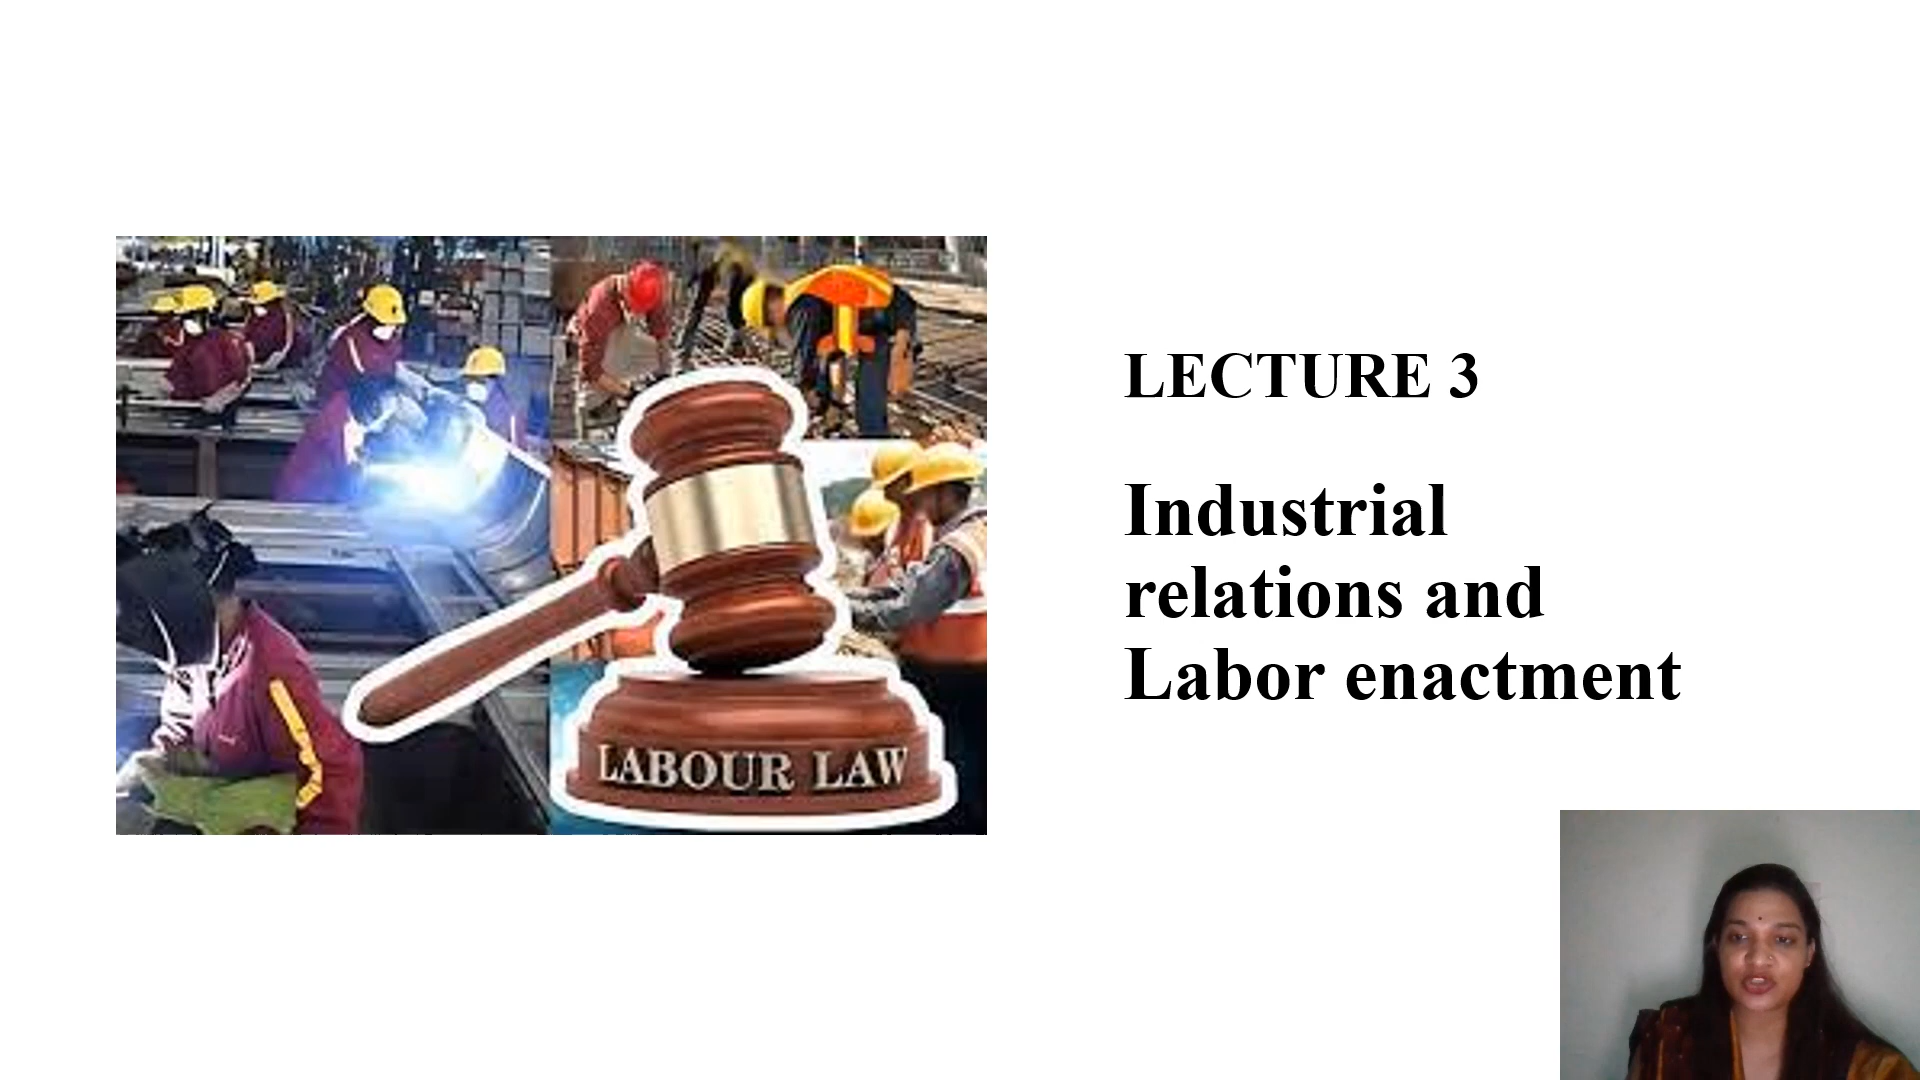 LECTURE 3
Industrial
relations and
Labor enactment
LABOUR LAW